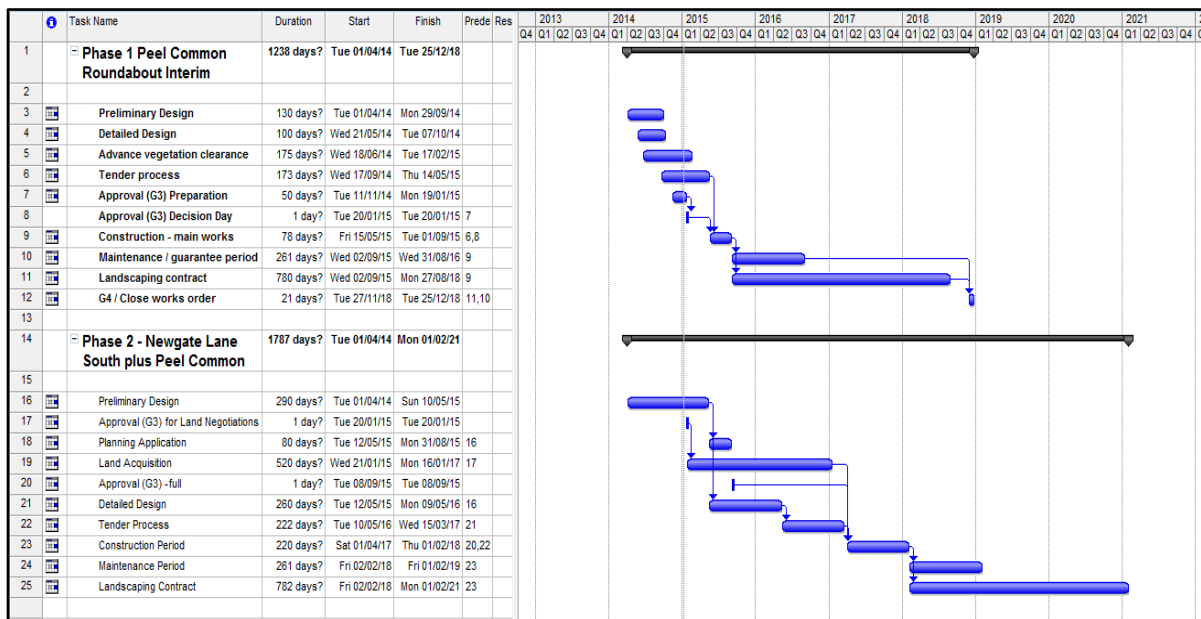 Task Name Duration Start Finish Prede Res 2013 2014 2015 2016 2017 2018 2019 2020 2021
Q4 Q1 Q2 Q3 Q4 Q1 Q2 Q3 Q4 Q1 Q2 Q3 Q4 Q1 Q2 Q3 Q4 Q1 Q2 Q3 Q4 Q1 Q2 Q3 Q4 Q1 Q2 Q3 Q4 Q1 Q2 Q3 Q4 Q1 Q2 Q3 Q4
1 Phase 1 Peel Common 1238 days? Tue 01/04/14 Tue 25/12/18
Roundabout Interim
2
3 Preliminary Design 130 days? Tue 01/04/14 Mon 29/09/14
4 Detailed Design 100 days? Wed 21/05/14 Tue 07/10/14
5 Advance vegetation clearance 175 days? Wed 18/06/14 Tue 17/02/15
6 Tender process 173 days? Wed 17/09/14 Thu 14/05/15
7 Approval (G3) Preparation 50 days? Tue 11/11/14 Mon 19/01/15
8 Approval (G3) Decision Day 1 day? Tue 20/01/15 Tue 20/01/15 7
9 Construction - main works 78 days? Fri 15/05/15 Tue 01/09/15 6,8
10 Maintenance / guarantee period 261 days? Wed 02/09/15 Wed 31/08/16 9
11 Landscaping contract 780 days? Wed 02/09/15 Mon 27/08/18 9
12 G4 / Close works order 21 days? Tue 27/11/18 Tue 25/12/18 11,10
13
14 Phase 2 - Newgate Lane 1787 days? Tue 01/04/14 Mon 01/02/21
South plus Peel Common
15
16 Preliminary Design 290 days? Tue 01/04/14 Sun 10/05/15
17 Approval (G3) for Land Negotiations 1 day? Tue 20/01/15 Tue 20/01/15
18 Planning Application 80 days? Tue 12/05/15 Mon 31/08/15 16
19 Land Acquisition 520 days? Wed 21/01/15 Mon 16/01/17 17
20 Approval (G3) -full 1 day? Tue 08/09/15 Tue 08/09/15
21 Detailed Design 260 days? Tue 12/05/15 Mon 09/05/16 16
22 Tender Process 222 days? Tue 10/05/16 Wed 15/03/17 21
23 Construction Period 220 days? Sat 01/04/17 Thu 01/02/18 20,22
24 Maintenance Period 261 days? Fri 02/02/18 Fri 01/02/19 23
25 Landscaping Contract 782 days? Fri 02/02/18 Mon 01/02/21 23